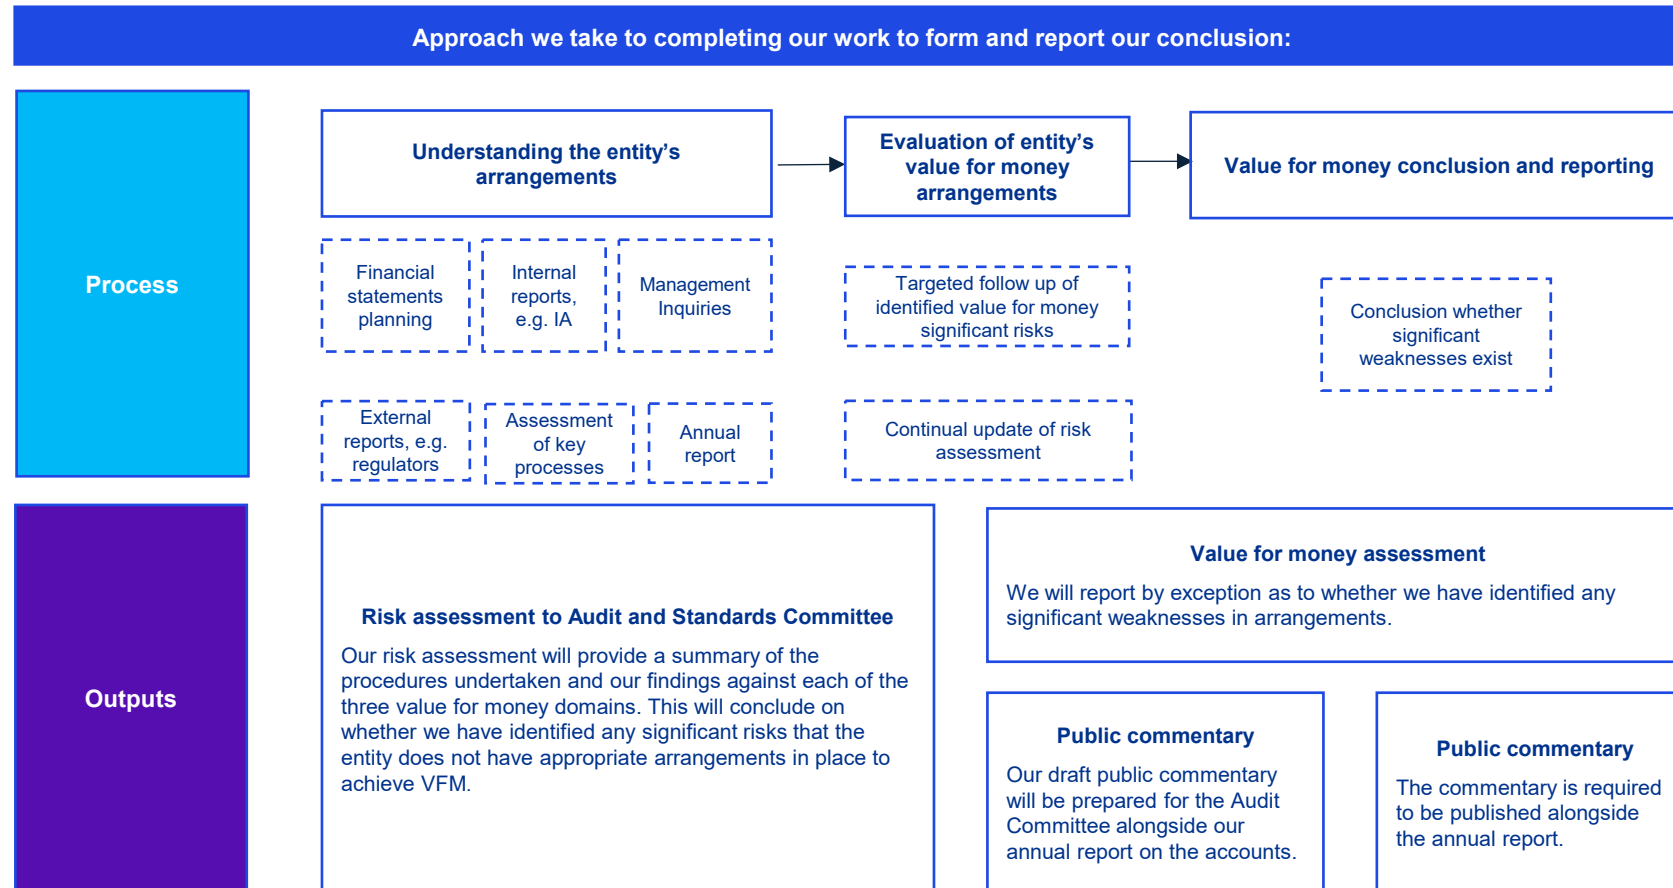 Approach we take to completing our work to form and report our conclusion:
Process
Understanding the entity’s
arrangements
Evaluation of entity’s
value for money
arrangements
Value for money conclusion and reporting
Financial
statements
planning
Internal
reports,
e.g. IA
Management
Inquiries
Targeted follow up of
identified value for money
significant risks
Conclusion whether
significant
weaknesses exist
External
reports, e.g.
regulators
Assessment
of key
processes
Annual
report
Continual update of risk
assessment
Outputs
Risk assessment to Audit and Standards Committee
Our risk assessment will provide a summary of the
procedures undertaken and our findings against each of the
three value for money domains. This will conclude on
whether we have identified any significant risks that the
entity does not have appropriate arrangements in place to
achieve VFM.
Value for money assessment
We will report by exception as to whether we have identified any
significant weaknesses in arrangements.
Public commentary
Our draft public commentary
will be prepared for the Audit
Committee alongside our
annual report on the accounts.
Public commentary
The commentary is required
to be published alongside
the annual report.